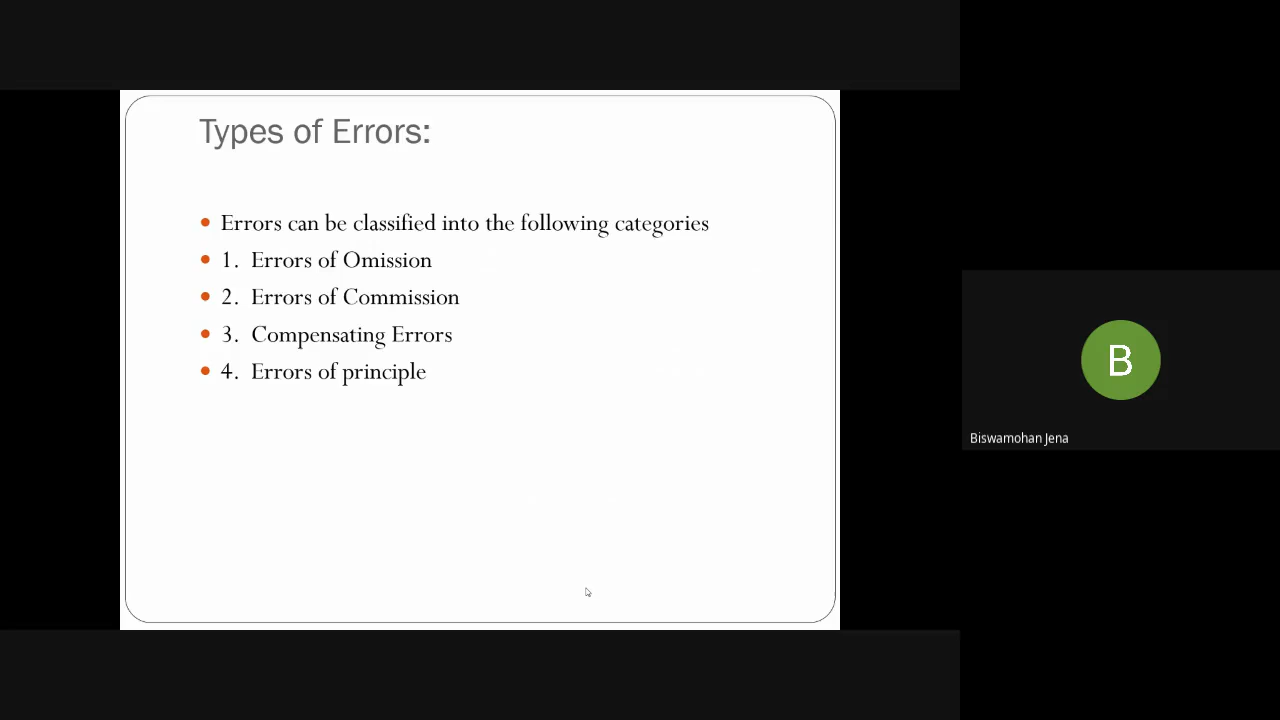 Types of Errors:
• Errors can be classified into the following categories
• 1. Errors of Omission
• 2. Errors of Commission
• 3. Compensating Errors
• 4. Errors of principle
B
Biswamohan Jena